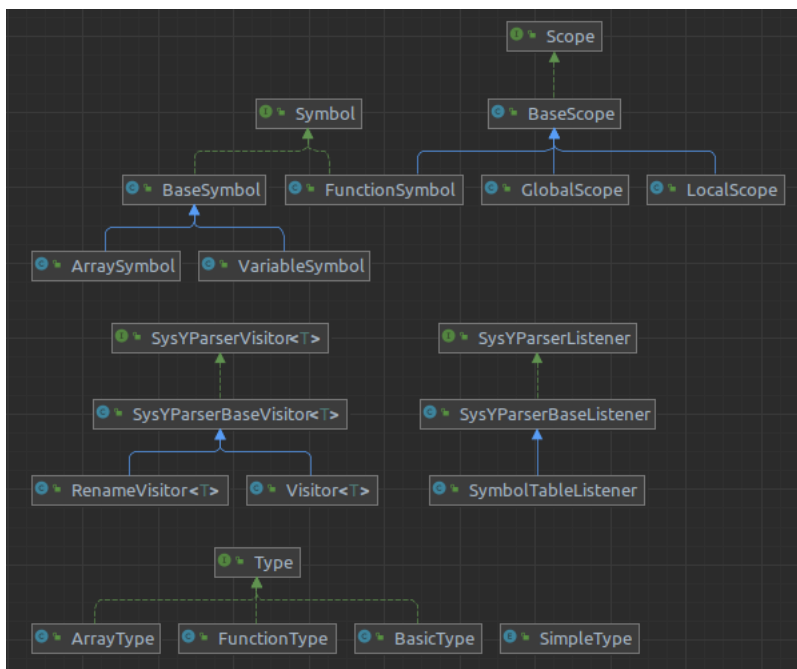 Scope
Symbol
BaseScope
BaseSymbol
FunctionSymbol
GlobalScope
LocalScope
ArraySymbol
VariableSymbol
SysYParserVisitor<T>
SysYParserListener
SysYParserBaseVisitor<T>
SysYParserBaseListener
RenameVisitor<T>
Visitor<T>
SymbolTableListener
Type
ArrayType
FunctionType
BasicType
SimpleType